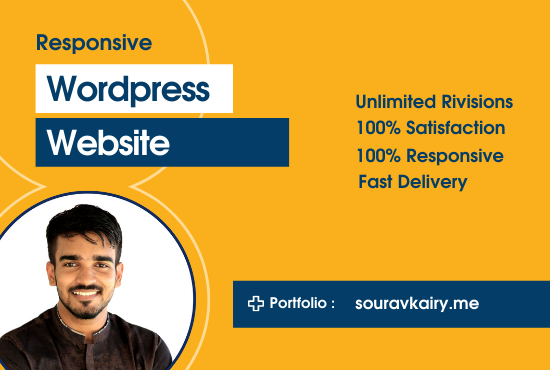 Responsive
Wordpress
Website
Unlimited Rivisions
100% Satisfaction
100% Responsive
Fast Delivery
Portfolio : souravkairy.me